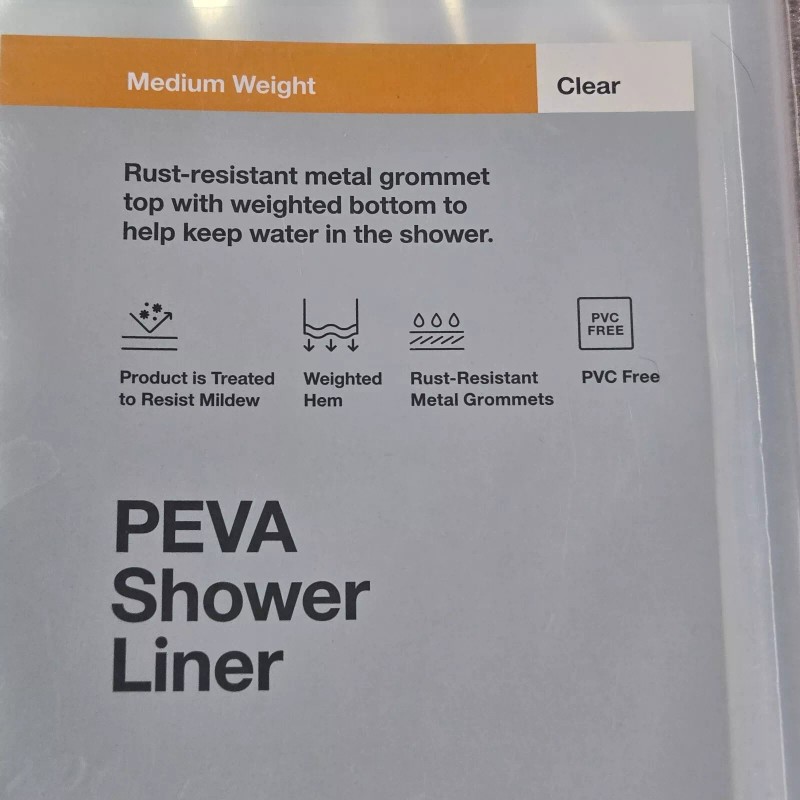 Medium Weight
Clear
Rust-resistant metal grommet
top with weighted bottom to
help keep water in the shower.
PVC
FREE
Product is Treated
to Resist Mildew
Weighted
Hem
Rust-Resistant
Metal Grommets
PVC Free
PEVA
Shower
Liner